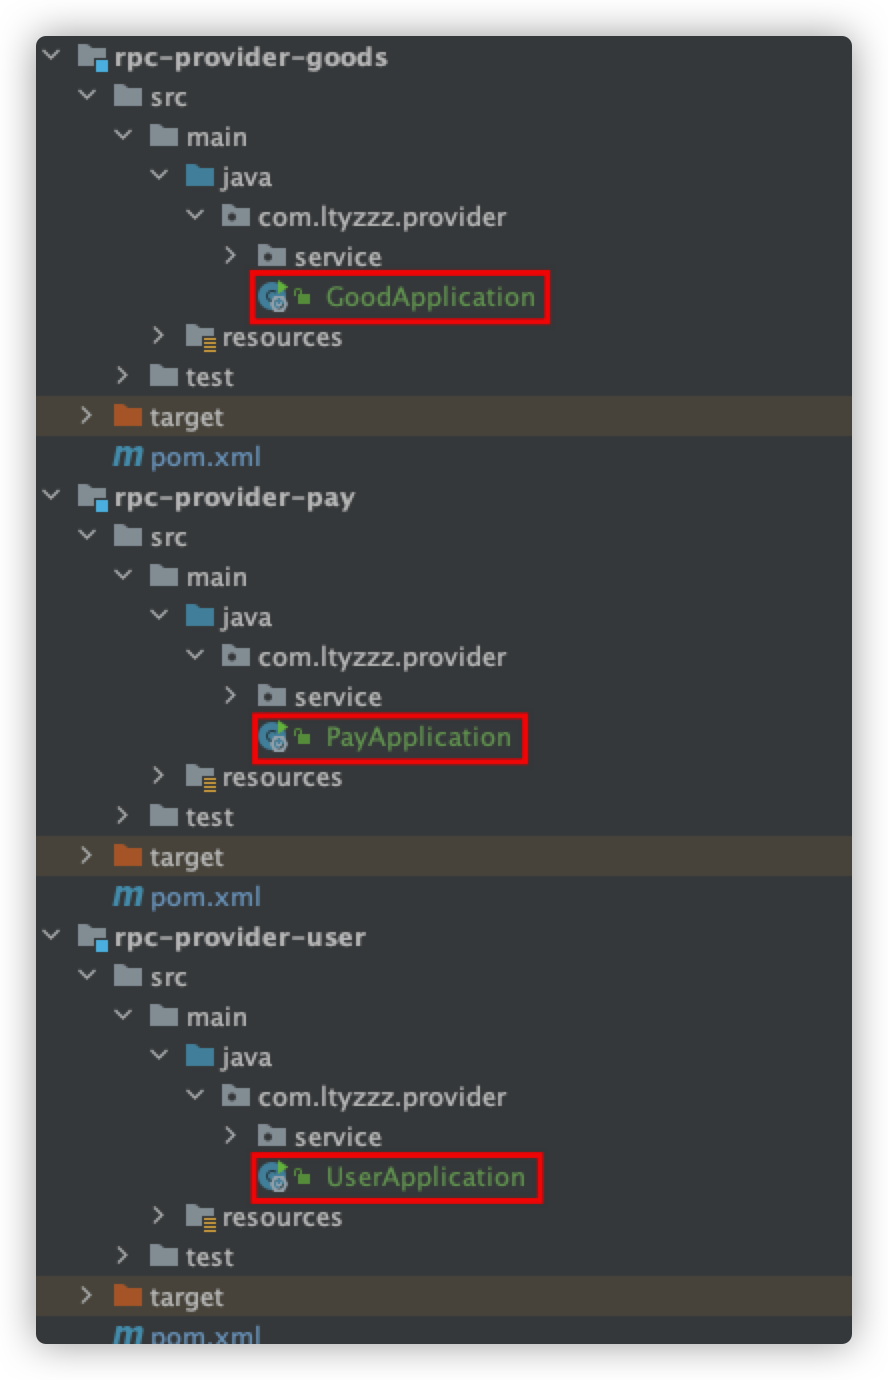 rpc-provider-goods
src
main
java
com.ltyzzz.provider
service
GoodApplication
resources
test
target
pom.xml
rpc-provider-pay
src
main
java
com.ltyzzz.provider
service
PayApplication
resources
test
target
pom.xml
rpc-provider-user
src
main
java
com.ltyzzz.provider
service
UserApplication
resources
test
target
pom.xml